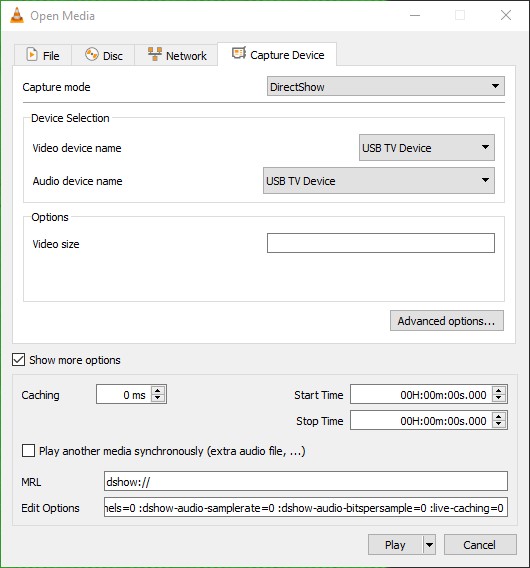 Open Media
File Disc Network Capture Device
Capture mode DirectShow
Device Selection
Video device name USB TV Device
Audio device name USB TV Device
Options
Video size
Advanced options...
Show more options
Caching 0 ms Start Time 00H:00m:00s.000
Stop Time 00H:00m:00s.000
Play another media synchronously (extra audio file, ...)
MRL dshow://
Edit Options nels=0 :dshow-audio-samplerate=0 :dshow-audio-bitspersample=0 :live-caching=0
Play Cancel